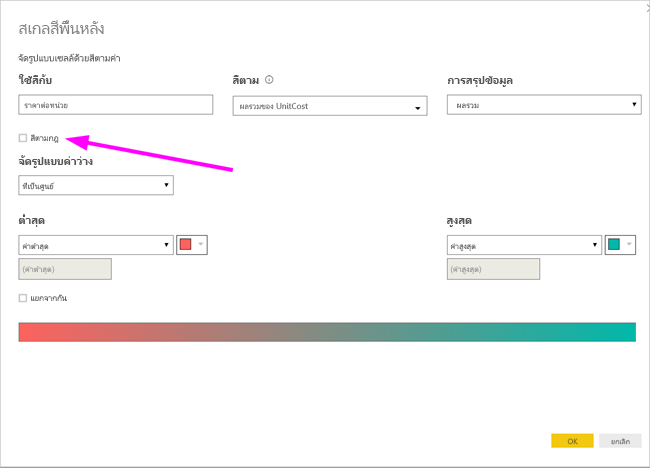 สเกลสีพื้นหลัง
จัดรูปแบบเซลล์ด้วยสีตามค่า
ใช้สีกับ
สีตาม
การสรุปข้อมูล
ราคาต่อหน่วย
ผลรวมของ UnitCost
ผลรวม
สีตามกฎ
จัดรูปแบบค่าว่าง
ที่เป็นศูนย์
ต่ำสุด
สูงสุด
ค่าต่ำสุด
ค่าสูงสุด
(ค่าต่ำสุด)
(ค่าสูงสุด)
แยกจากกัน
OK
ยกเลิก